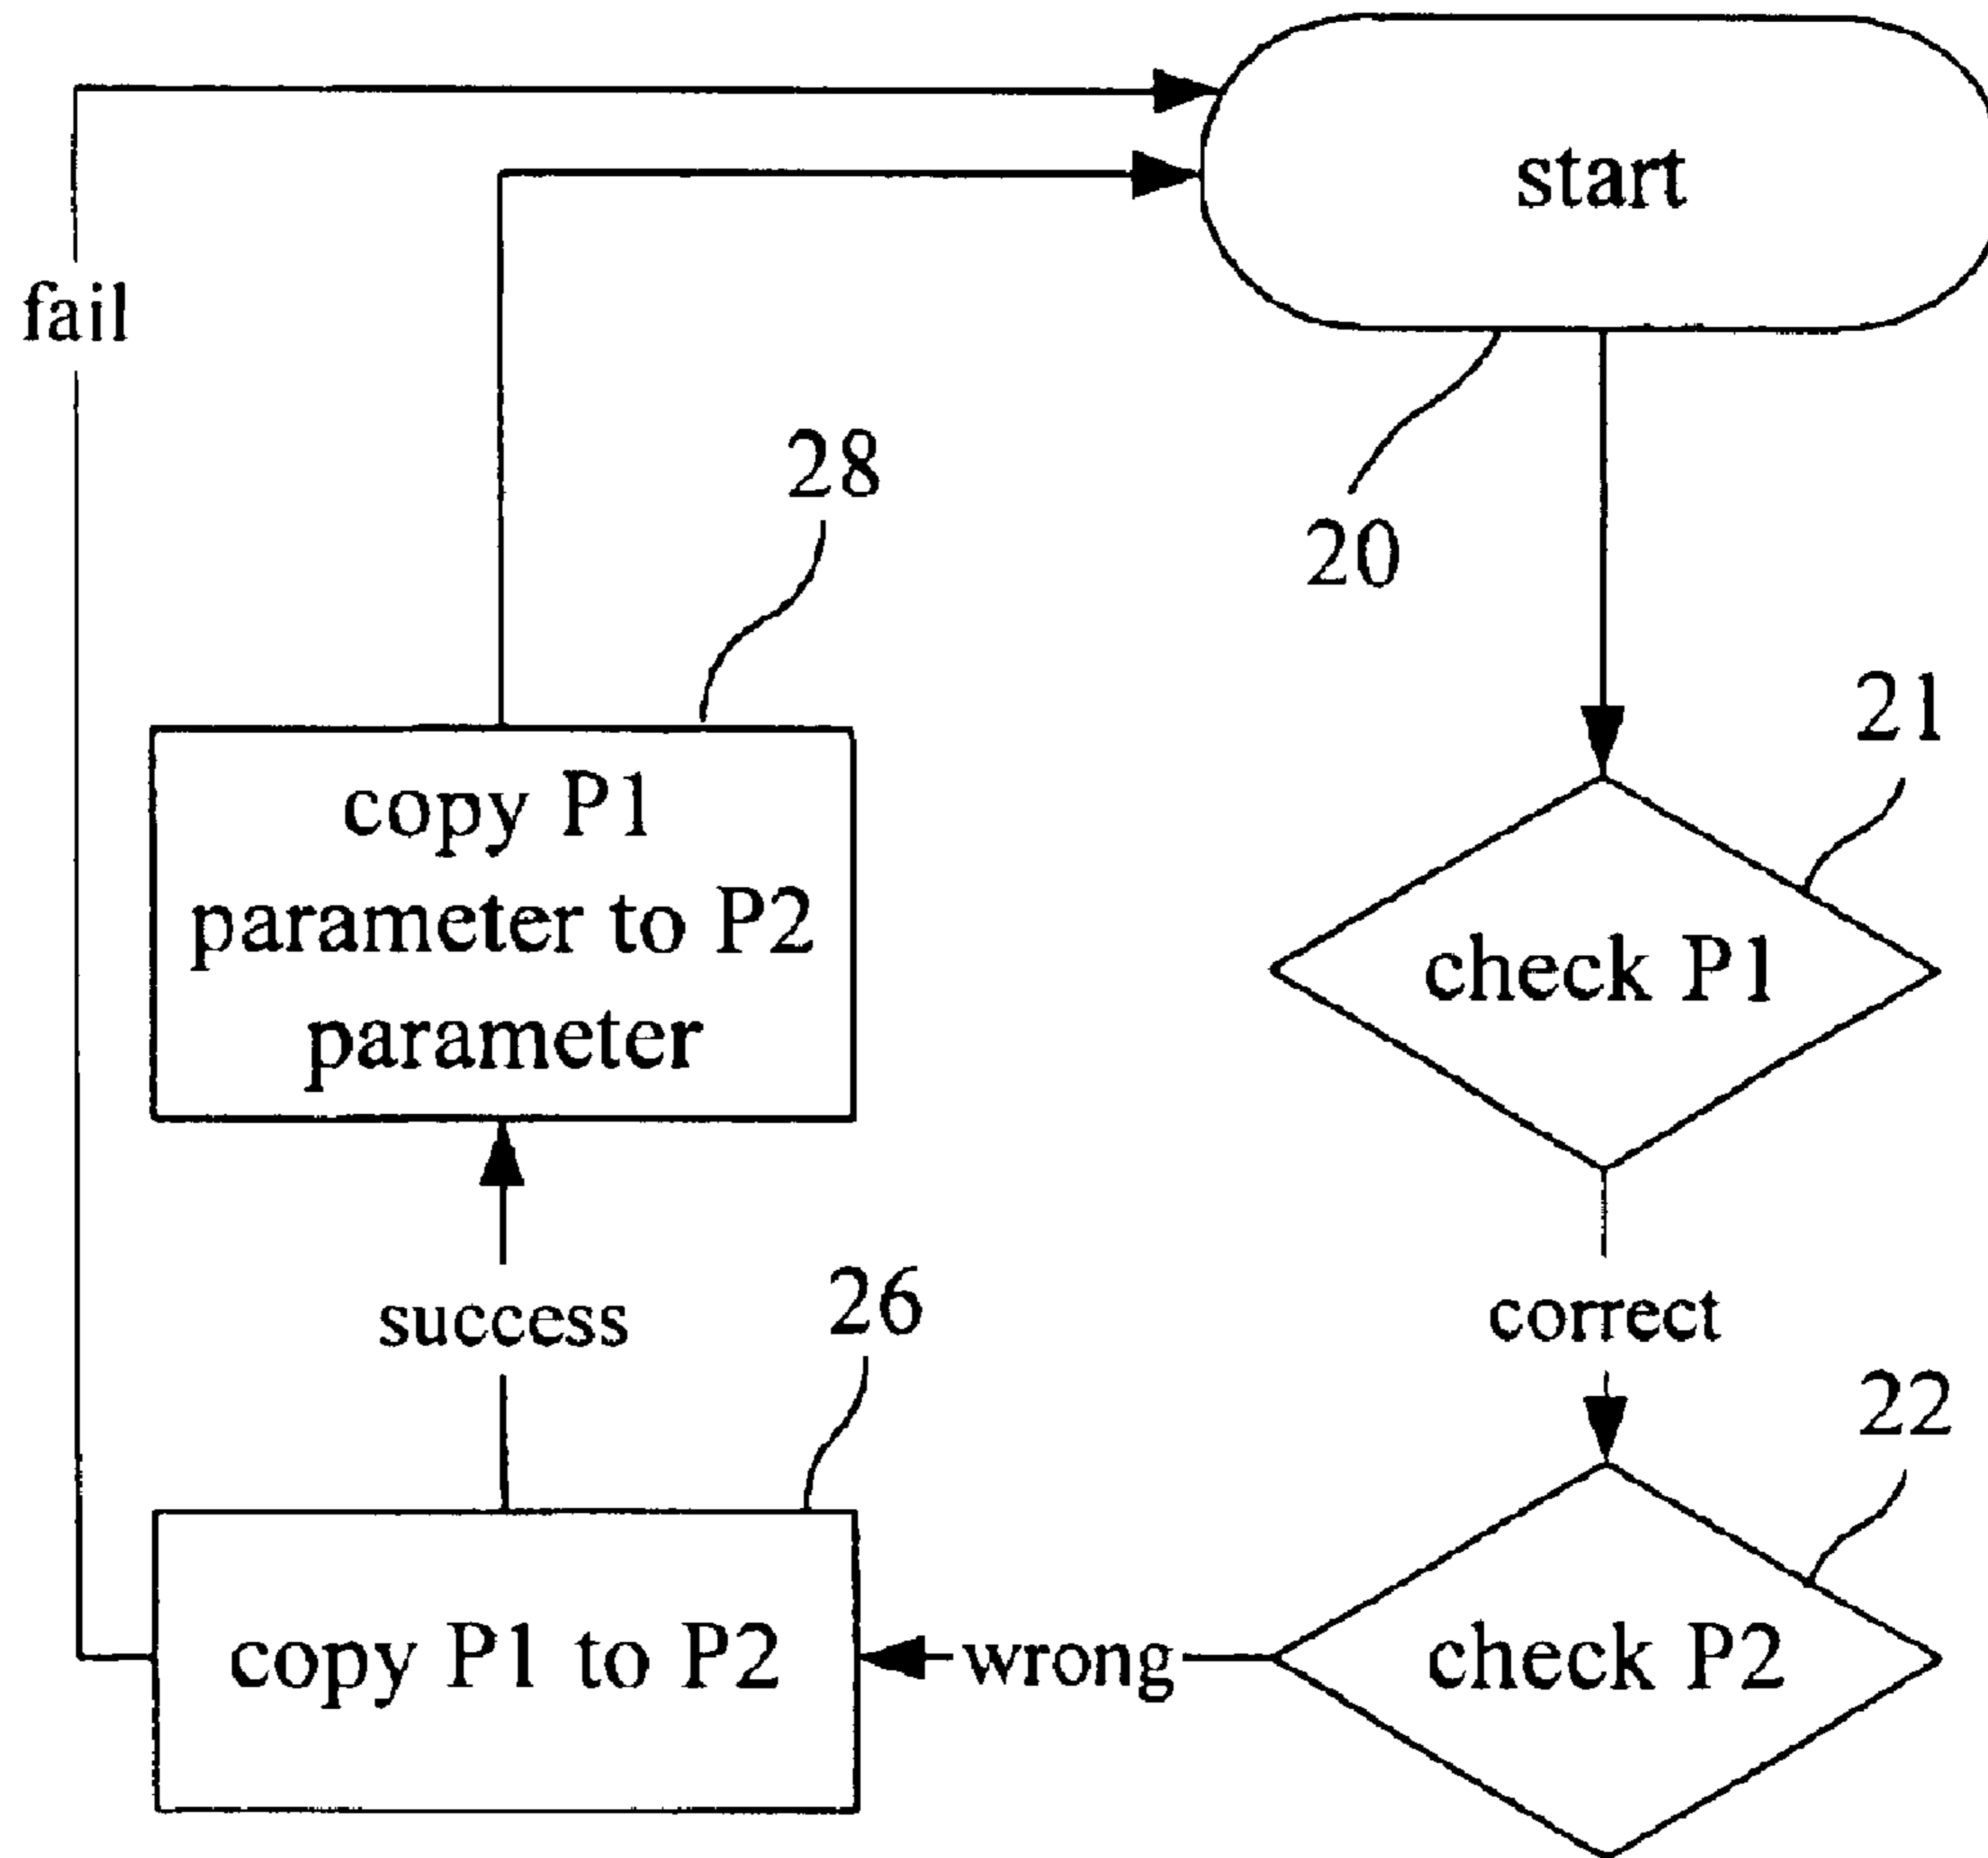 start
fail
28
20
21
copy P1
parameter to P2
parameter
check P1
success
26
correct
22
copy P1 to P2
wrong
check P2